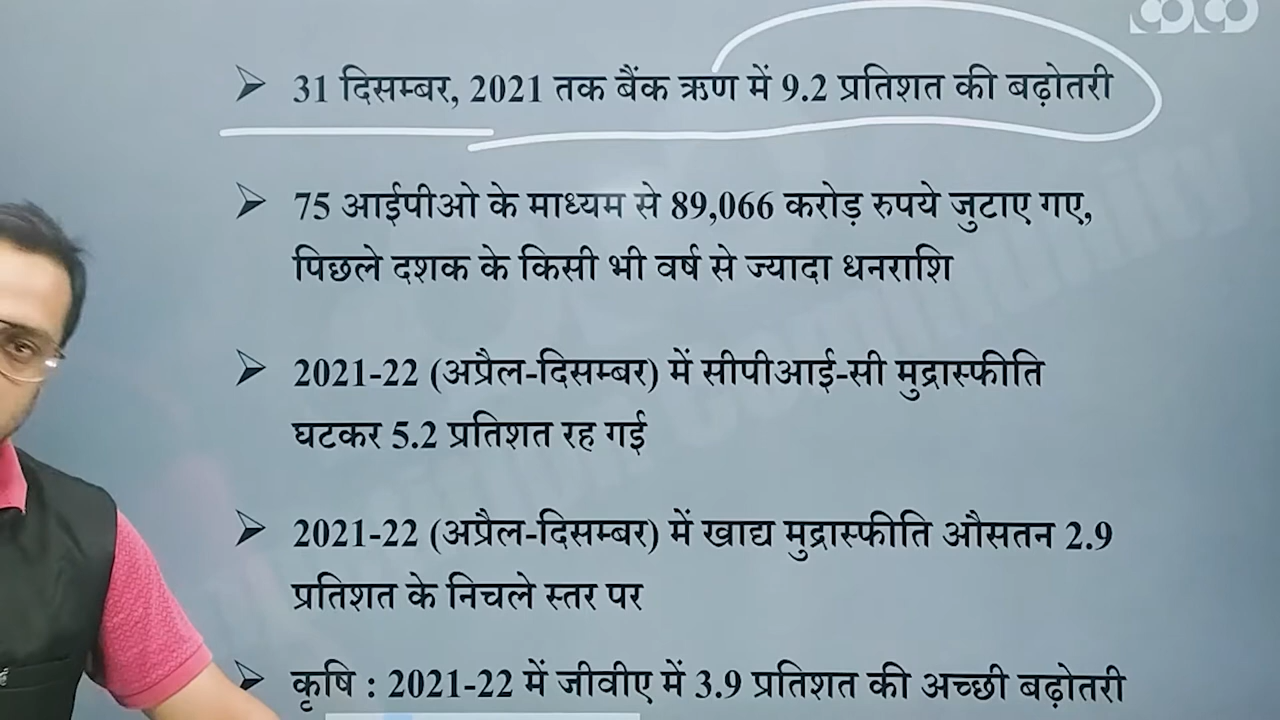 31 दिसम्बर, 2021 तक बैंक ऋण में 9.2 प्रतिशत की बढ़ोतरी
75 आईपीओ के माध्यम से 89,066 करोड़ रुपये जुटाए गए,
पिछले दशक के किसी भी वर्ष से ज्यादा धनराशि
2021-22 (अप्रैल-दिसम्बर) में सीपीआई-सी मुद्रास्फीति
घटकर 5.2 प्रतिशत रह गई
2021-22 (अप्रैल-दिसम्बर) में खाद्य मुद्रास्फीति औसतन 2.9
प्रतिशत के निचले स्तर पर
कृषि : 2021-22 में जीवीए में 3.9 प्रतिशत की अच्छी बढ़ोतरी